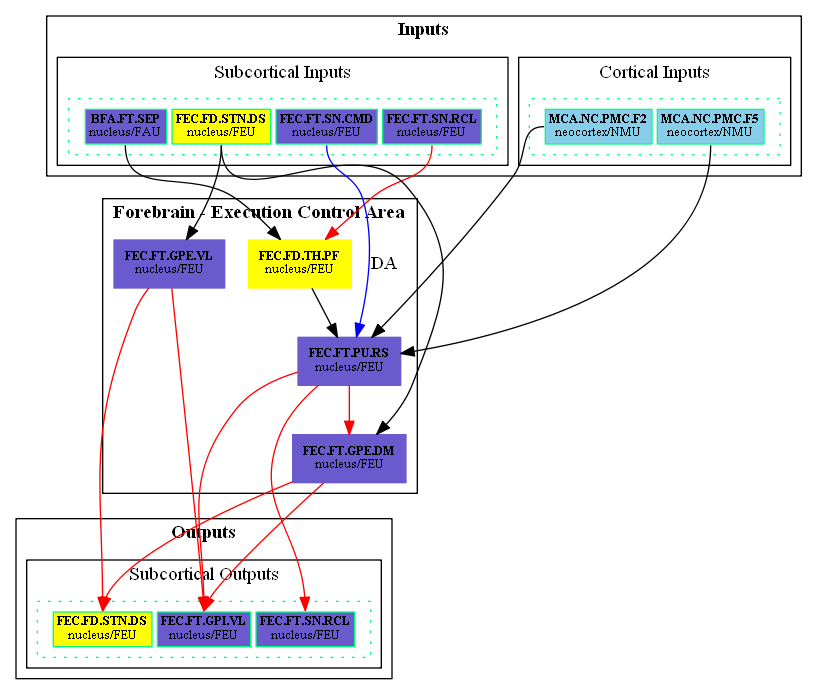 Inputs
Subcortical Inputs
Cortical Inputs
BFA.FT.SEP
nucleus/FAU
FEC.FD.STN.DS
nucleus/FEU
FEC.FT.SN.CMD
nucleus/FEU
FEC.FT.SN.RCL
nucleus/FEU
MCA.NC.PMC.F2
neocortex/NMU
MCA.NC.PMC.F5
neocortex/NMU
Forebrain - Execution Control Area
FEC.FT.GPE.VL
nucleus/FEU
FEC.FD.TH.PF
nucleus/FEU
DA
FEC.FT.PU.RS
nucleus/FEU
FEC.FT.GPE.DM
nucleus/FEU
Outputs
Subcortical Outputs
FEC.FD.STN.DS
nucleus/FEU
FEC.FT.GPI.VL
nucleus/FEU
FEC.FT.SN.RCL
nucleus/FEU